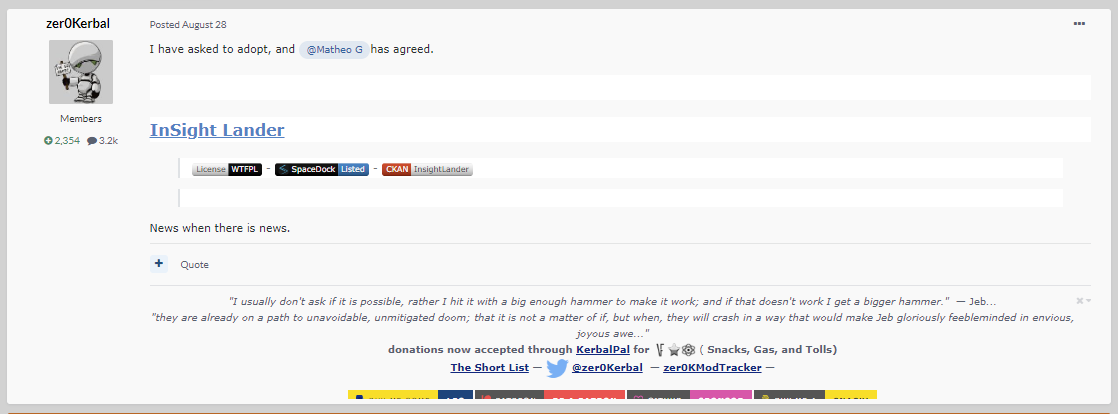 zer0Kerbal
Posted August 28
I have asked to adopt, and @Matheo G has agreed.
Members
2,354 3.2k
InSight Lander
License WTFPL - SpaceDock Listed - CKAN InsightLander
News when there is news.
+ Quote
"I usually don't ask if it is possible, rather I hit it with a big enough hammer to make it work; and if that doesn't work I get a bigger hammer." — Jeb...
"they are already on a path to unavoidable, unmitigated doom; that it is not a matter of if, but when, they will crash in a way that would make Jeb gloriously feebleminded in envious,
joyous awe..."
donations now accepted through KerbalPal for ( Snacks, Gas, and Tolls)
The Short List — @zer0Kerbal — zer0KModTracker —